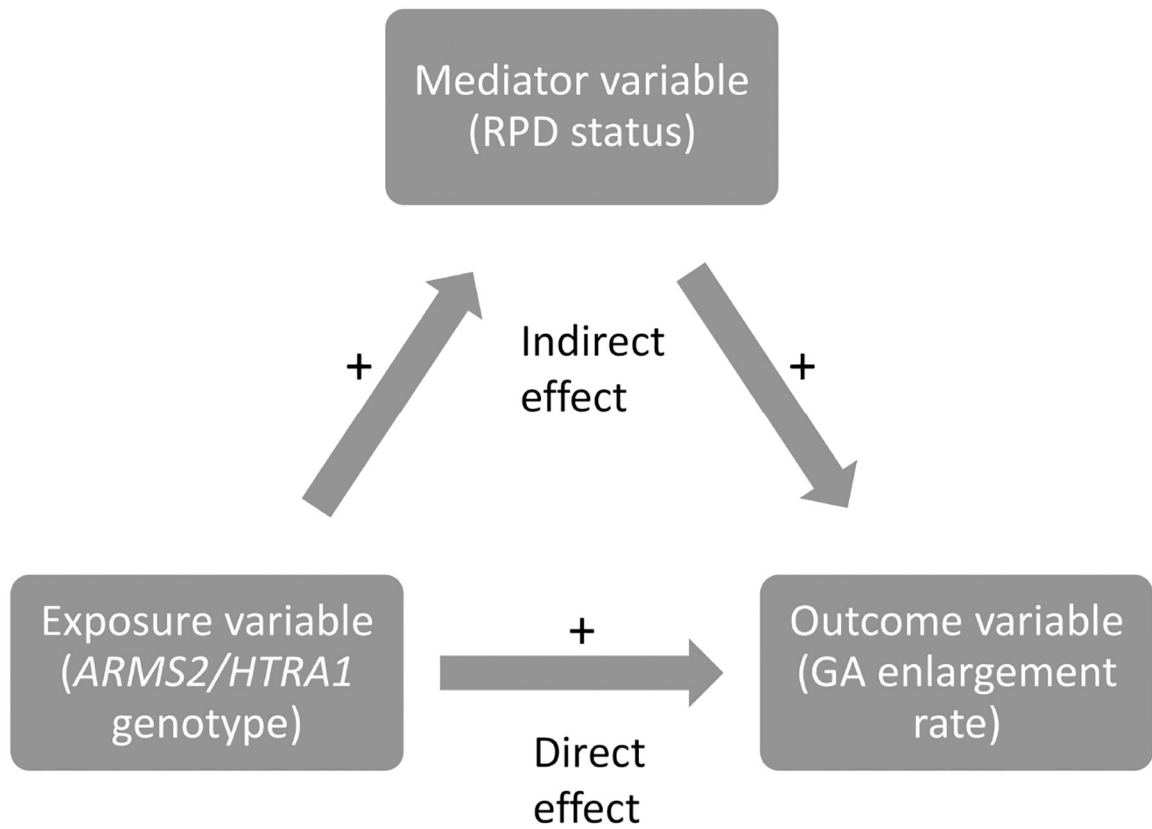 Mediator variable
(RPD status)
+
Indirect
effect
+
Exposure variable
(ARMS2/HTRA1
genotype)
+
Direct
effect
Outcome variable
(GA enlargement
rate)